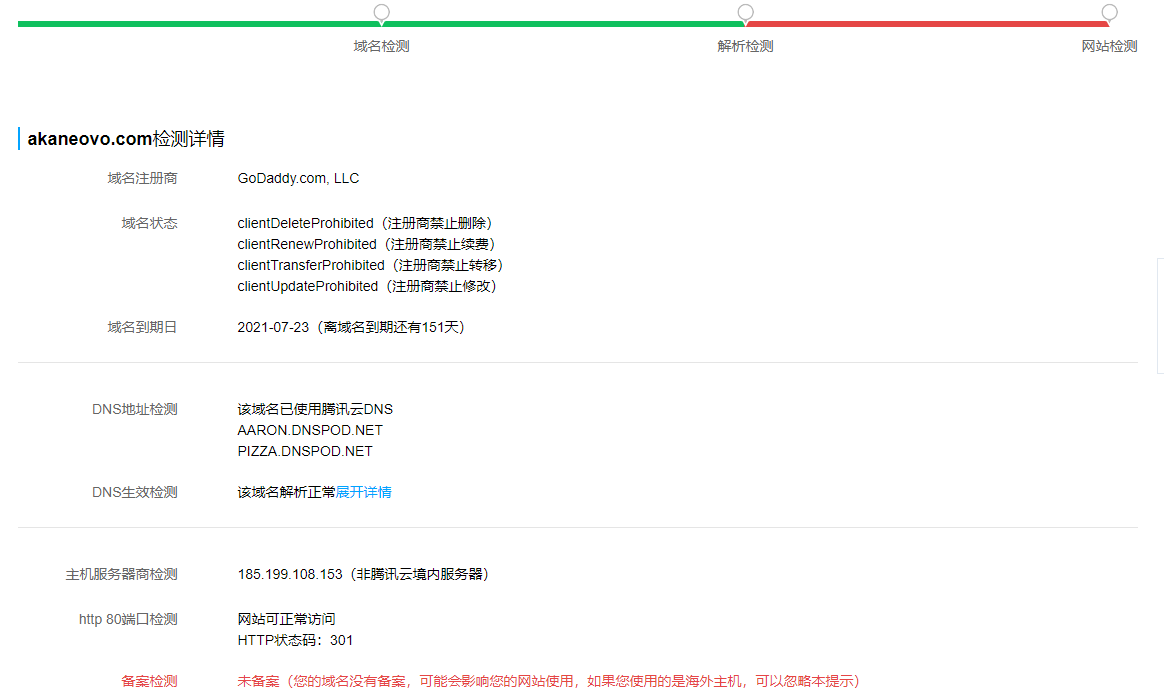 域名检测
解析检测
网站检测
akaneovo.com检测详情
域名注册商 GoDaddy.com, LLC
域名状态 clientDeleteProhibited（注册商禁止删除）
clientRenewProhibited（注册商禁止续费）
clientTransferProhibited（注册商禁止转移）
clientUpdateProhibited（注册商禁止修改）
域名到期日 2021-07-23（离域名到期还有151天）
DNS地址检测 该域名已使用腾讯云DNS
AARON.DNSPOD.NET
PIZZA.DNSPOD.NET
DNS生效检测 该域名解析正常展开详情
主机服务器商检测 185.199.108.153（非腾讯云境内服务器）
http 80端口检测 网站可正常访问
HTTP状态码：301
备案检测 未备案（您的域名没有备案，可能会影响您的网站使用，如果您使用的是海外主机，可以忽略本提示）